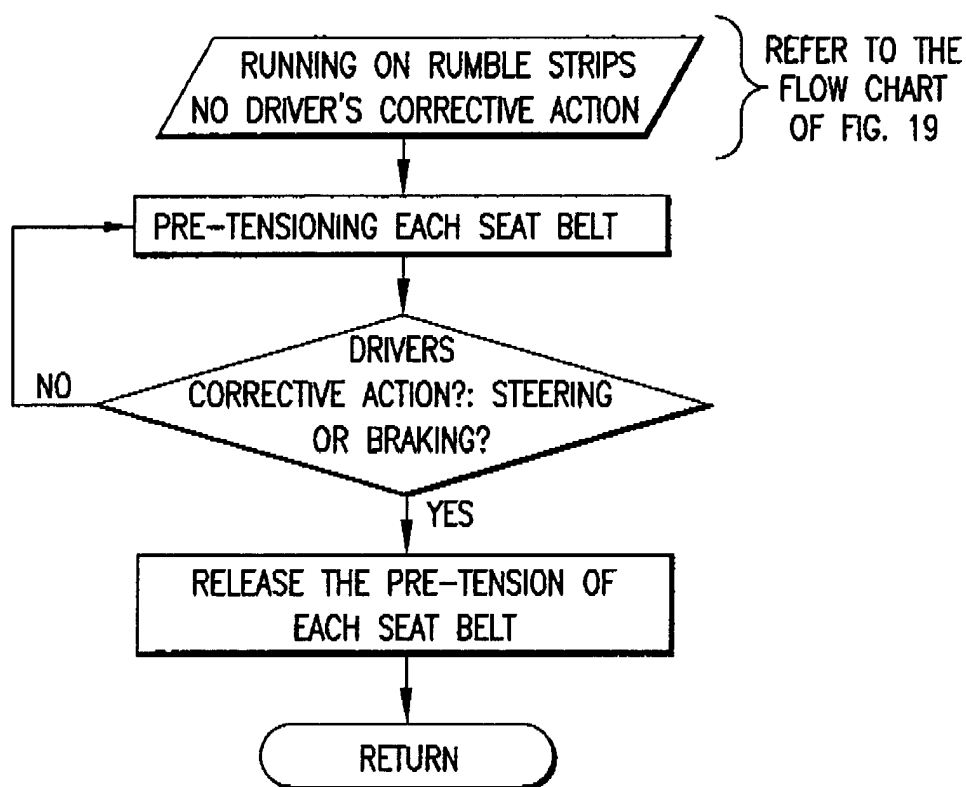 RUNNING ON RUMBLE STRIPS
NO DRIVER'S CORRECTIVE ACTION
REFER TO THE
FLOW CHART
OF FIG. 19
PRE-TENSIONING EACH SEAT BELT
DRIVERS
CORRECTIVE ACTION?: STEERING
OR BRAKING?
NO
YES
RELEASE THE PRE-TENSION OF
EACH SEAT BELT
RETURN